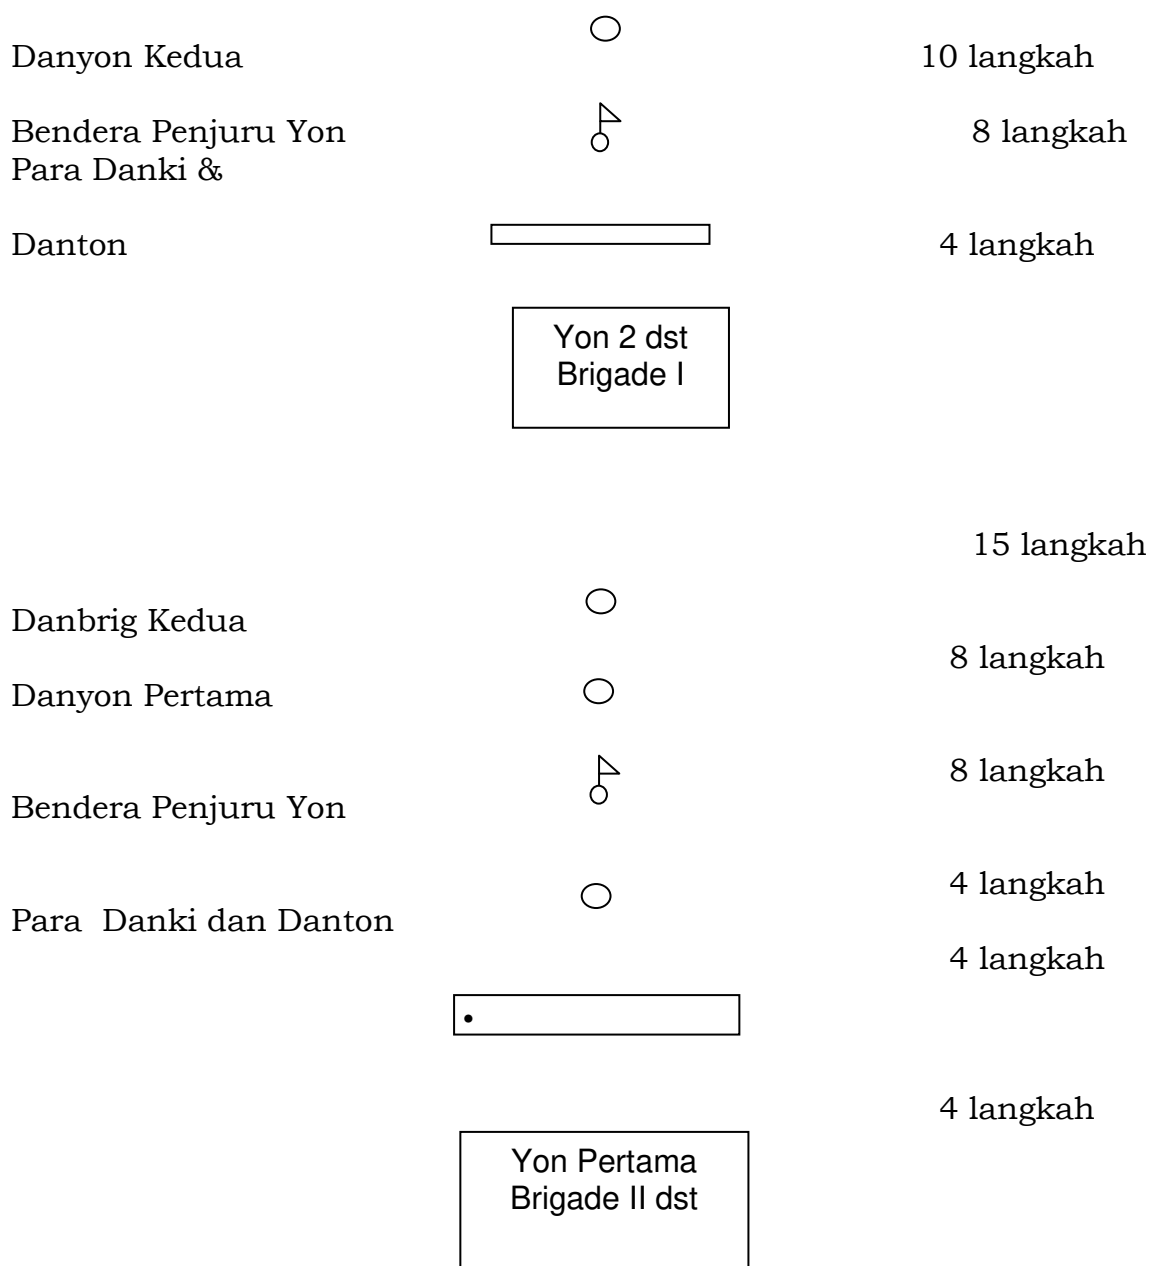 Danyon Kedua 10 langkah
Bendera Penjuru Yon 8 langkah
Para Danki &
Danton 4 langkah
Yon 2 dst
Brigade I
15 langkah
Danbrig Kedua
8 langkah
Danyon Pertama
8 langkah
Bendera Penjuru Yon
4 langkah
Para Danki dan Danton
4 langkah
4 langkah
Yon Pertama
Brigade II dst